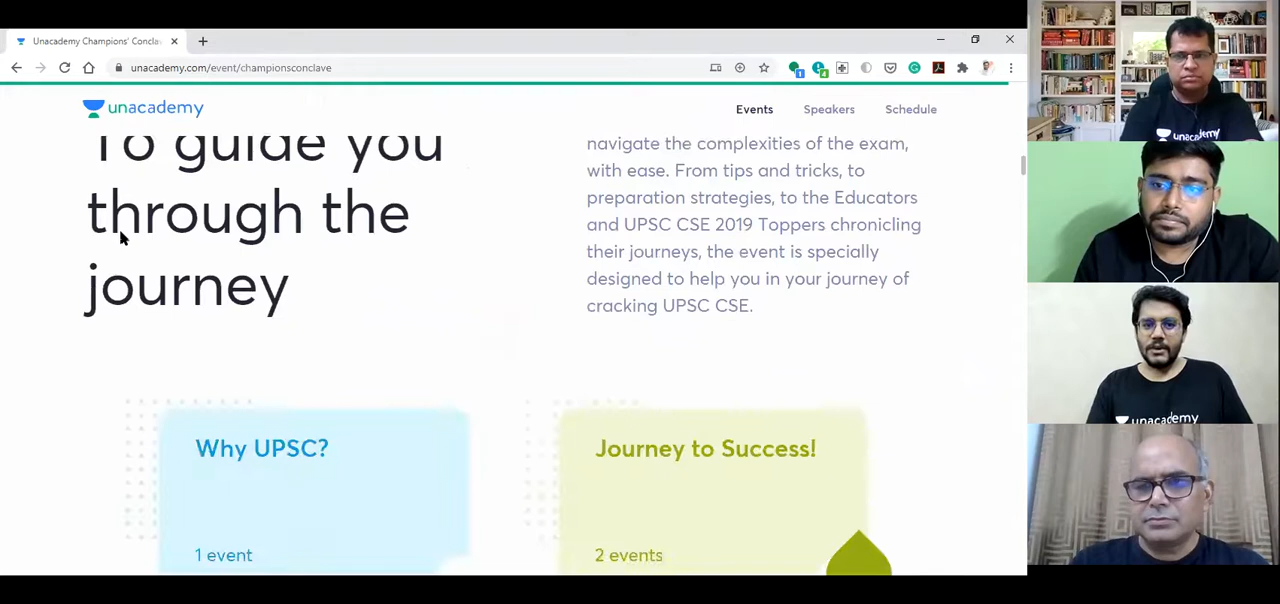 Unacademy Champions' Concla
unacademy.com/event/championsconclave
unacademy
Events
Speakers
Schedule
To guide you
through the
journey
navigate the complexities of the exam,
with ease. From tips and tricks, to
preparation strategies, to the Educators
and UPSC CSE 2019 Toppers chronicling
their journeys, the event is specially
designed to help you in your journey of
cracking UPSC CSE.
Why UPSC?
1 event
Journey to Success!
2 events
unacademy
unacademy